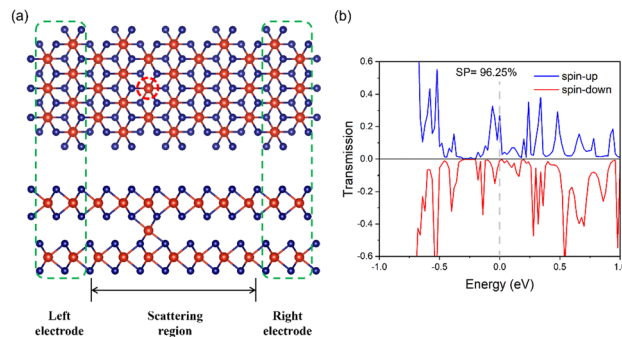 (a)
Left
electrode
Scattering
region
Right
electrode
(b)
SP= 96.25%
spin-up
spin-down
Transmission
0.6
0.4
0.2
0.0
-0.2
-0.4
-0.6
-1.0
-0.5
0.0
0.5
1.0
Energy (eV)